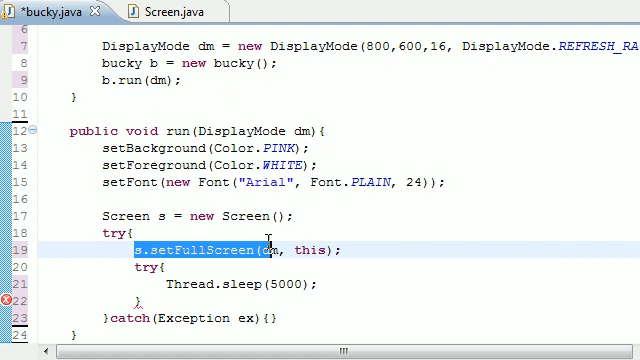 *bucky.java Screen.java
6
7 DisplayMode dm = new DisplayMode(800,600,16, DisplayMode.REFRESH_RA
8 bucky b = new bucky();
9 b.run(dm);
10 }
11
12 public void run(DisplayMode dm){
13 setBackground(Color.PINK);
14 setForeground(Color.WHITE);
15 setFont(new Font("Arial", Font.PLAIN, 24));
16
17 Screen s = new Screen();
18 try{
19 s.setFullScreen(dm, this);
20 try{
21 Thread.sleep(5000);
22 }
23 }catch(Exception ex){}
24 }